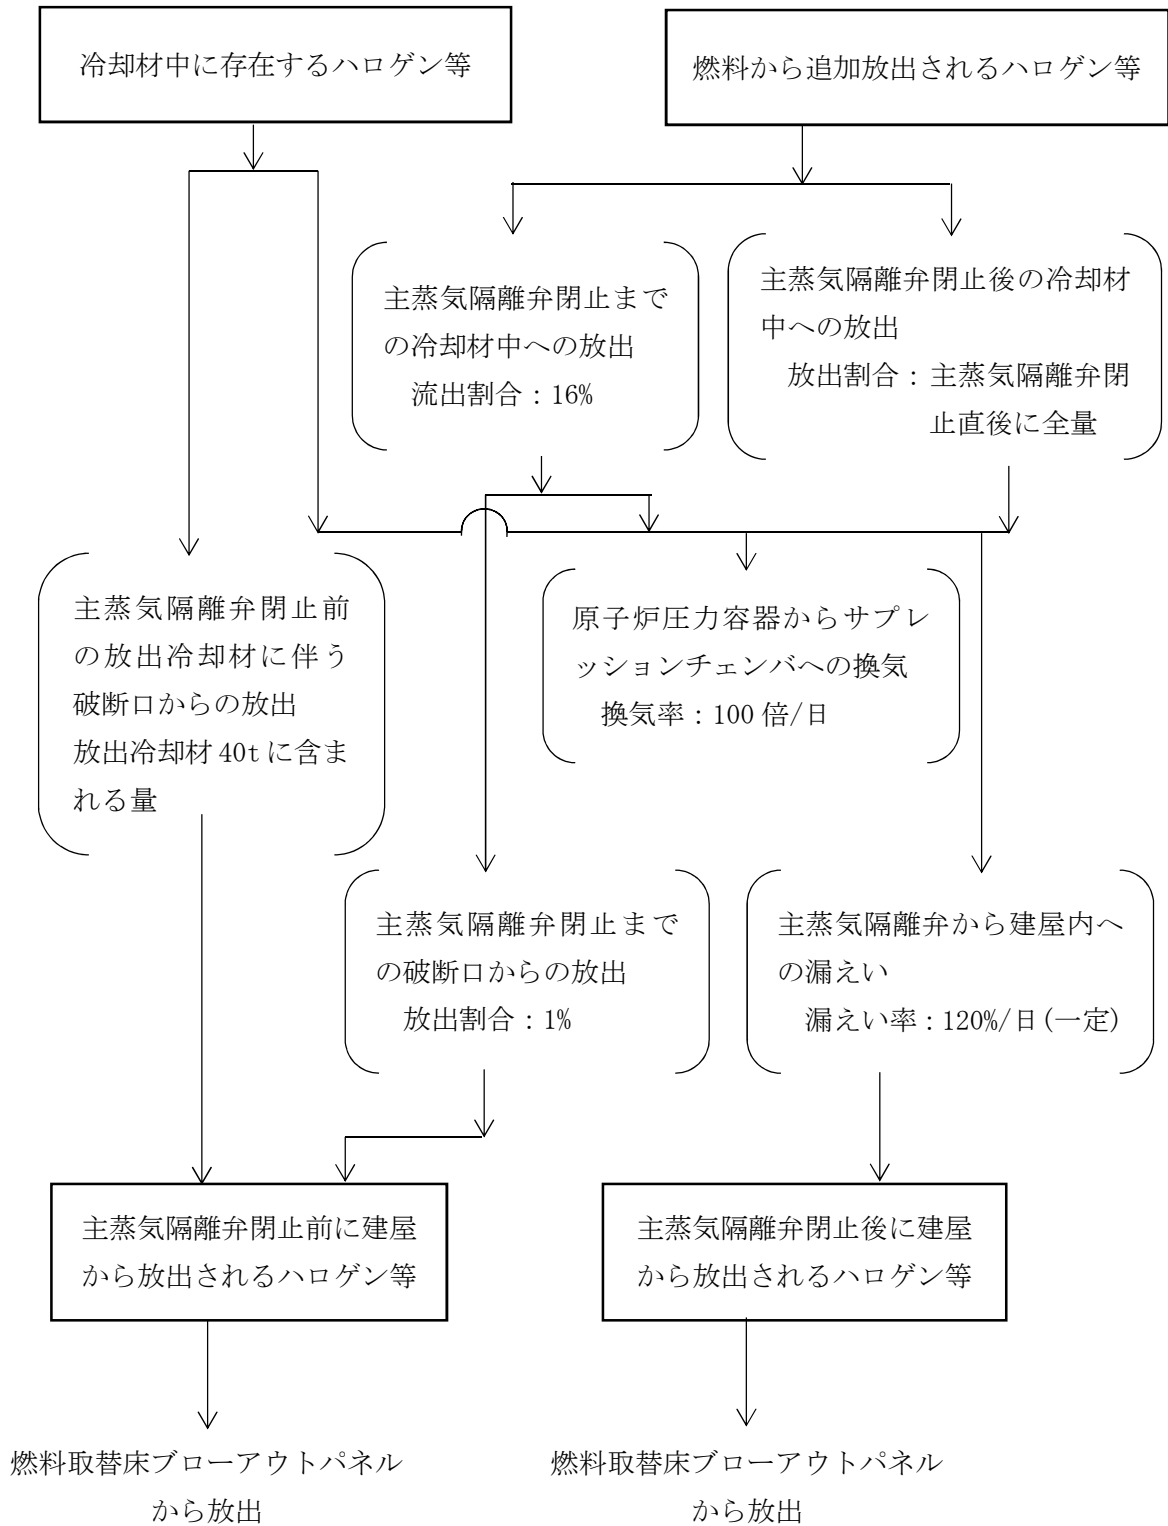 冷却材中に存在するハロゲン等
燃料から追加放出されるハロゲン等
主蒸気隔離弁閉止まで
の冷却材中への放出
流出割合：16%
主蒸気隔離弁閉止後の冷却材
中への放出
放出割合：主蒸気隔離弁閉
止直後に全量
主蒸気隔離弁閉止前
の放出冷却材に伴う
破断口からの放出
放出冷却材 40t に含ま
れる量
原子炉圧力容器からサプレ
ッションチェンバへの換気
換気率：100 倍/日
主蒸気隔離弁閉止まで
の破断口からの放出
放出割合：1%
主蒸気隔離弁から建屋内へ
の漏えい
漏えい率：120%/日(一定)
主蒸気隔離弁閉止前に建屋
から放出されるハロゲン等
主蒸気隔離弁閉止後に建屋
から放出されるハロゲン等
燃料取替床ブローアウトパネル
から放出
燃料取替床ブローアウトパネル
から放出